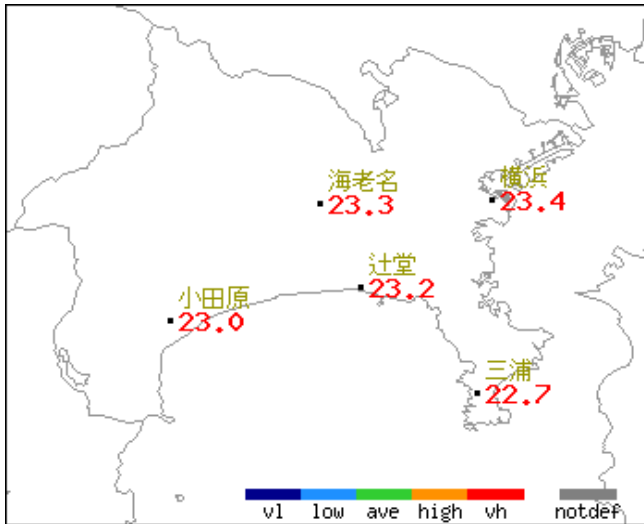 海老名
23.3
横浜
23.4
辻堂
23.2
小田原
23.0
三浦
22.7
vl low ave high vh notdef